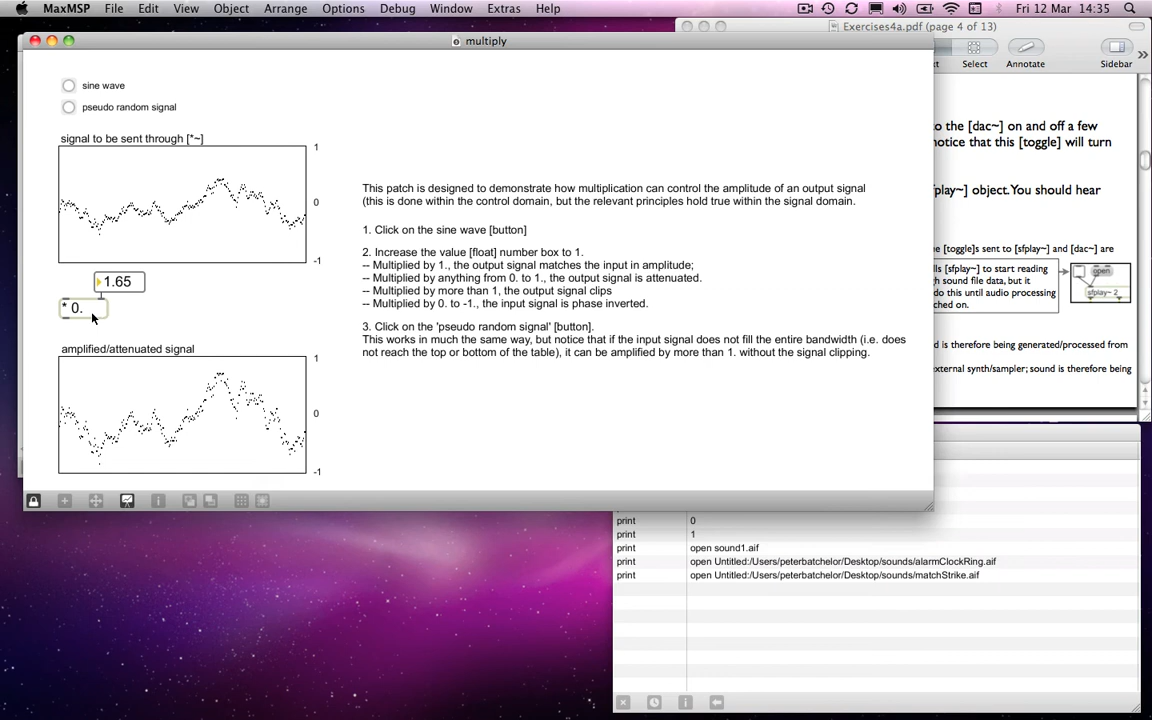 MaxMSP File Edit View Object Arrange Options Debug Window Extras Help Fri 12 Mar 14:35
Exercises4a.pdf (page 4 of 13)
multiply
Select Annotate Sidebar
sine wave
pseudo random signal
signal to be sent through [*~]
1
0
-1
1.65
* 0.
amplified/attenuated signal
1
0
-1
This patch is designed to demonstrate how multiplication can control the amplitude of an output signal
(this is done within the control domain, but the relevant principles hold true within the signal domain.
1. Click on the sine wave [button]
2. Increase the value [float] number box to 1.
-- Multiplied by 1., the output signal matches the input in amplitude;
-- Multiplied by anything from 0. to 1., the output signal is attenuated.
-- Multiplied by more than 1, the output signal clips
-- Multiplied by 0. to -1., the input signal is phase inverted.
3. Click on the 'pseudo random signal' [button].
This works in much the same way, but notice that if the input signal does not fill the entire bandwidth (i.e. does
not reach the top or bottom of the table), it can be amplified by more than 1. without the signal clipping.
o the [dac~] on and off a few
notice that this [toggle] will turn
fplay~] object. You should hear
e [toggle]s sent to [sfplay~] and [dac~] are
lls [sfplay~] to start reading
h sound file data, but it
do this until audio processing
ched on.
open
sfplay~ 2
d is therefore being generated/processed from
external synth/sampler; sound is therefore being
print 0
print 1
print open sound1.aif
print open Untitled:/Users/peterbatchelor/Desktop/sounds/alarmClockRing.aif
print open Untitled:/Users/peterbatchelor/Desktop/sounds/matchStrike.aif